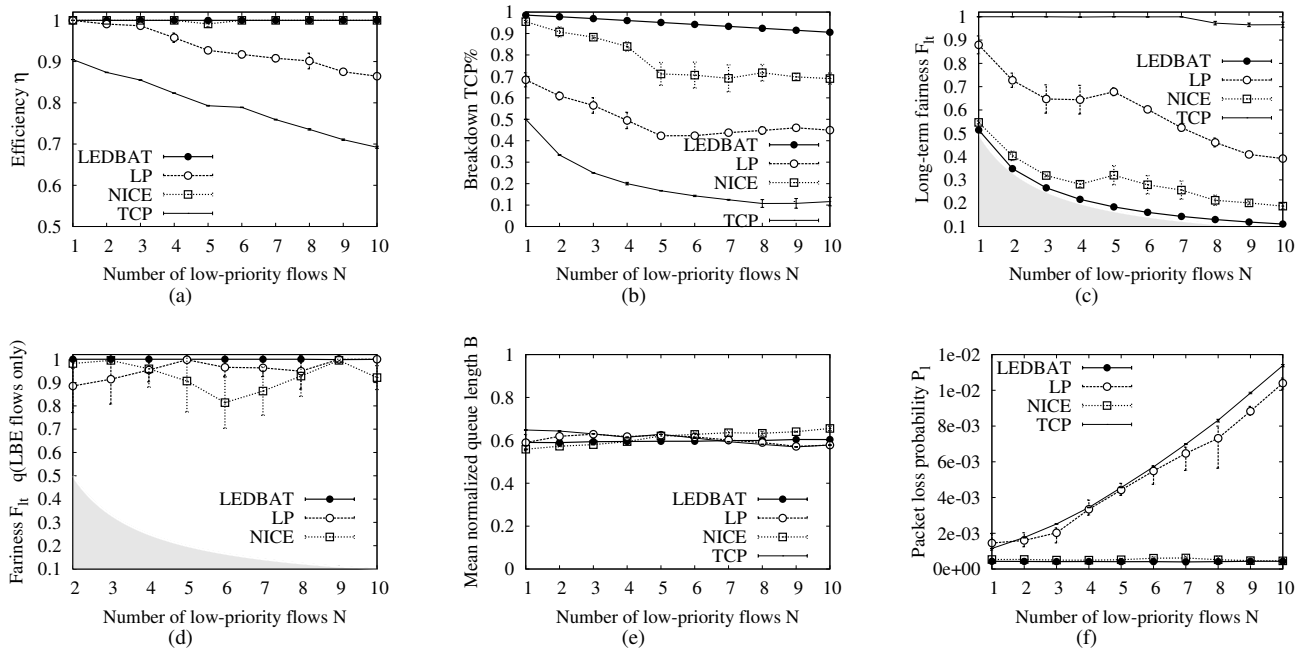 1
0.9
0.8
0.7
0.6
0.5
1 2 3 4 5 6 7 8 9 10
Efficiency η
Number of low-priority flows N
LEDBAT
LP
NICE
TCP
(a)
1
0.9
0.8
0.7
0.6
0.5
0.4
0.3
0.2
0.1
0
1 2 3 4 5 6 7 8 9 10
Breakdown TCP%
Number of low-priority flows N
LEDBAT
LP
NICE
TCP
(b)
1
0.9
0.8
0.7
0.6
0.5
0.4
0.3
0.2
0.1
1 2 3 4 5 6 7 8 9 10
Long-term fairness Flt
Number of low-priority flows N
LEDBAT
LP
NICE
TCP
(c)
1
0.9
0.8
0.7
0.6
0.5
0.4
0.3
0.2
0.1
2 3 4 5 6 7 8 9 10
Fariness Flt q(LBE flows only)
Number of low-priority flows N
LEDBAT
LP
NICE
(d)
1
0.8
0.6
0.4
0.2
0
1 2 3 4 5 6 7 8 9 10
Mean normalized queue length B
Number of low-priority flows N
LEDBAT
LP
NICE
TCP
(e)
1e-02
1e-02
8e-03
6e-03
4e-03
2e-03
0e+00
1 2 3 4 5 6 7 8 9 10
Packet loss probability Pl
Number of low-priority flows N
LEDBAT
LP
NICE
TCP
(f)